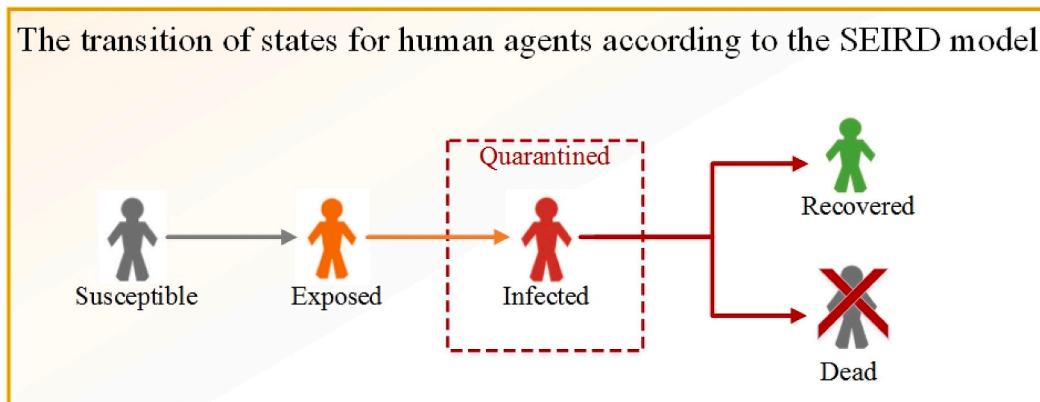 The transition of states for human agents according to the SEIRD model
Quarantined
Susceptible
Exposed
Infected
Recovered
Dead